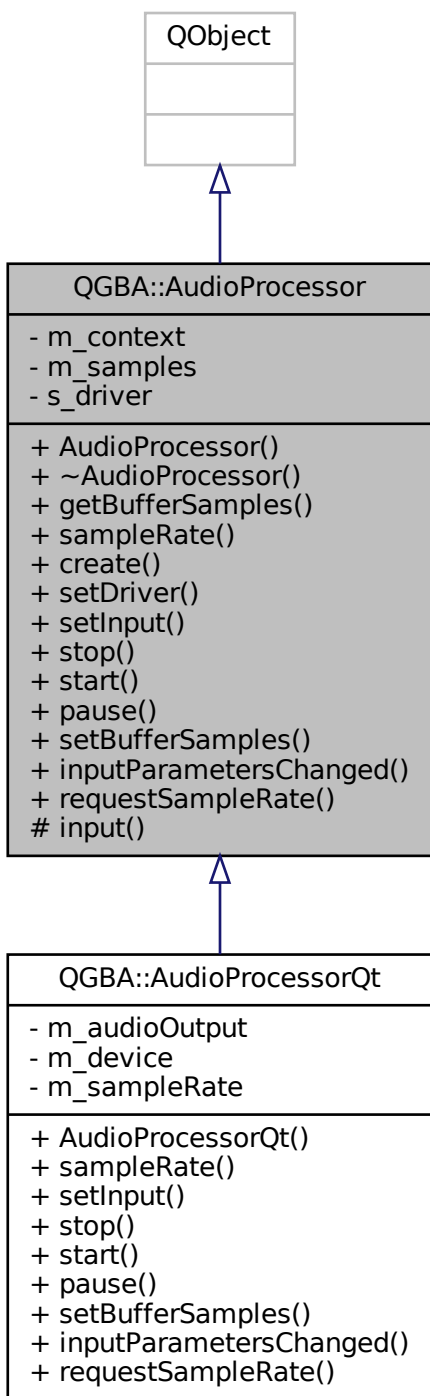 QObject
QGBA::AudioProcessor
- m_context
- m_samples
- s_driver
+ AudioProcessor()
+ ~AudioProcessor()
+ getBufferSamples()
+ sampleRate()
+ create()
+ setDriver()
+ setInput()
+ stop()
+ start()
+ pause()
+ setBufferSamples()
+ inputParametersChanged()
+ requestSampleRate()
# input()
QGBA::AudioProcessorQt
- m_audioOutput
- m_device
- m_sampleRate
+ AudioProcessorQt()
+ sampleRate()
+ setInput()
+ stop()
+ start()
+ pause()
+ setBufferSamples()
+ inputParametersChanged()
+ requestSampleRate()